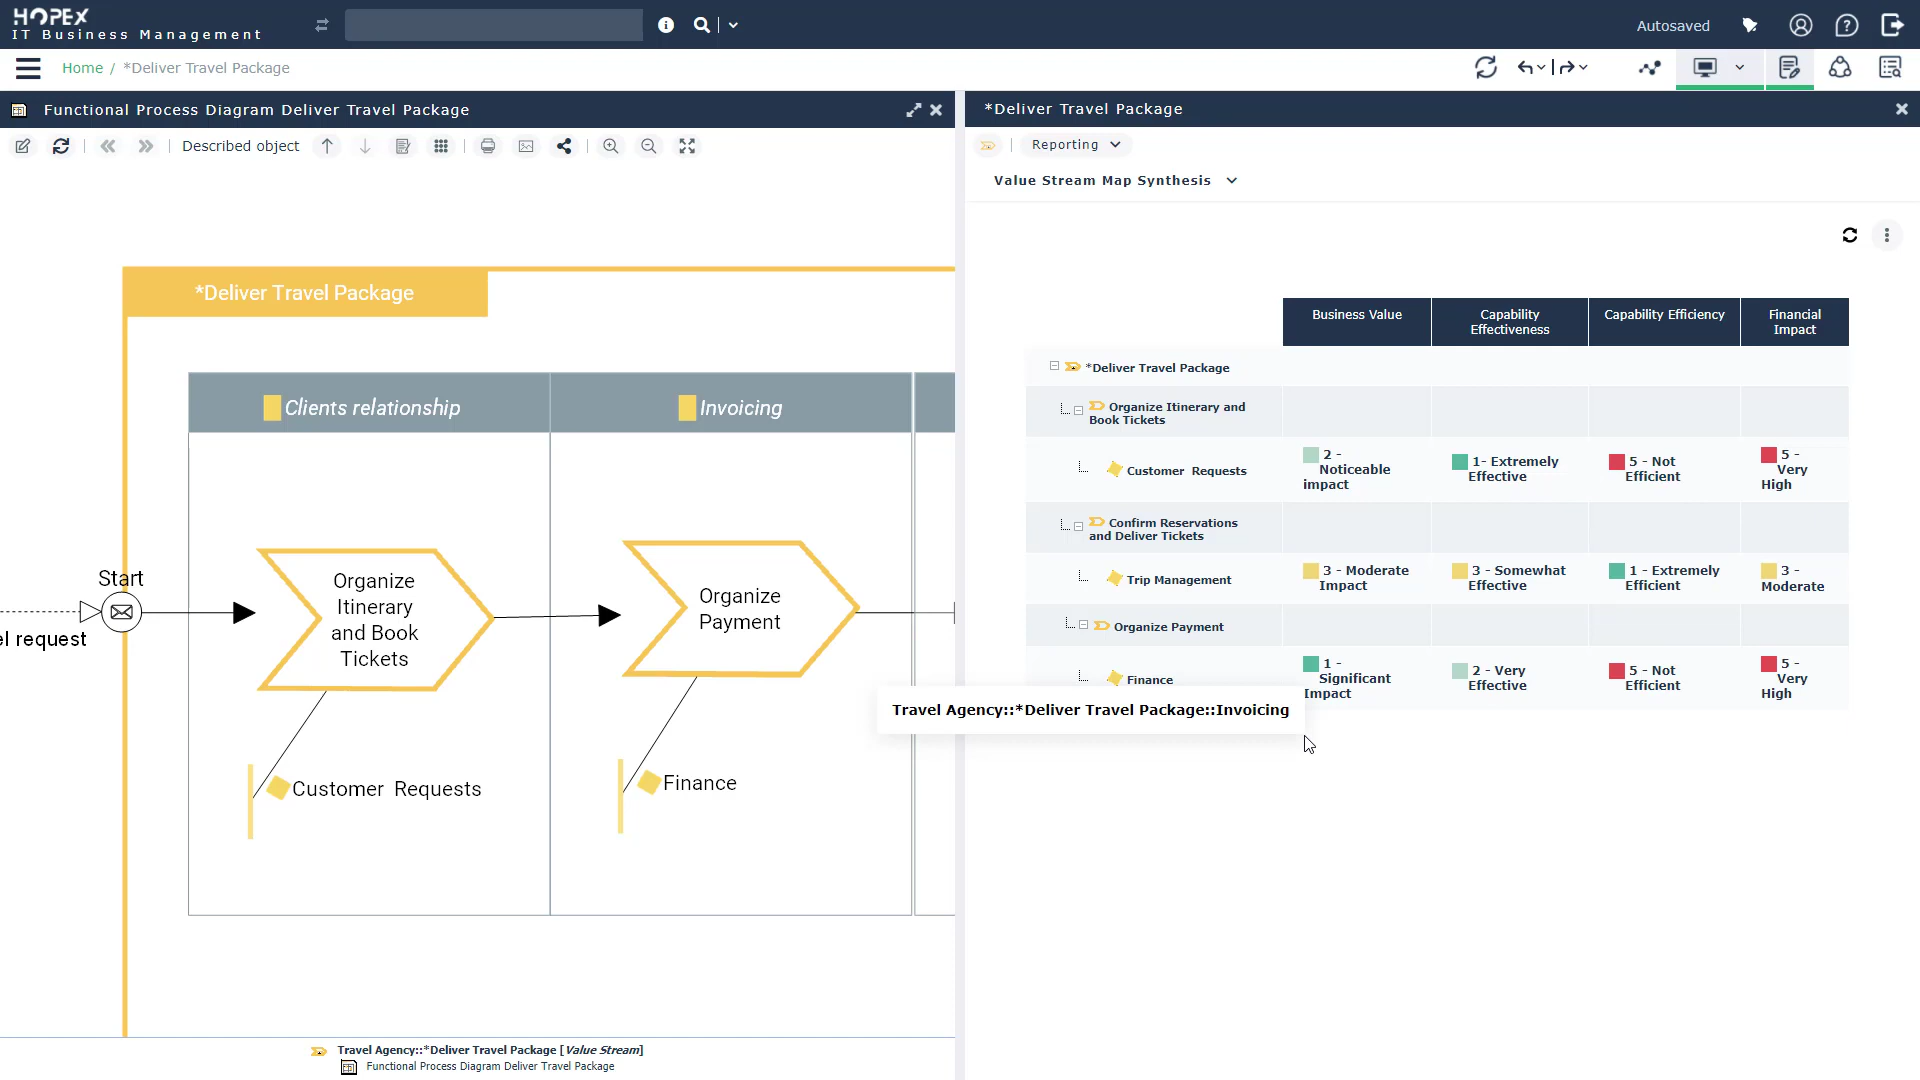 HOPEX
IT Business Management
Autosaved
Home / *Deliver Travel Package
Functional Process Diagram Deliver Travel Package
Described object
*Deliver Travel Package
Clients relationship
Invoicing
Start
el request
Organize
Itinerary
and Book
Tickets
Organize
Payment
Customer Requests
Finance
Travel Agency::*Deliver Travel Package [Value Stream]
Functional Process Diagram Deliver Travel Package
*Deliver Travel Package
Reporting
Value Stream Map Synthesis
Business Value
Capability
Effectiveness
Capability Efficiency
Financial
Impact
*Deliver Travel Package
Organize Itinerary and
Book Tickets
Customer Requests
2 -
Noticeable
impact
1- Extremely
Effective
5 - Not
Efficient
5 -
Very
High
Confirm Reservations
and Deliver Tickets
Trip Management
3 - Moderate
Impact
3 - Somewhat
Effective
1 - Extremely
Efficient
3 -
Moderate
Organize Payment
Finance
1 -
Significant
Impact
2 - Very
Effective
5 - Not
Efficient
5 -
Very
High
Travel Agency::*Deliver Travel Package::Invoicing